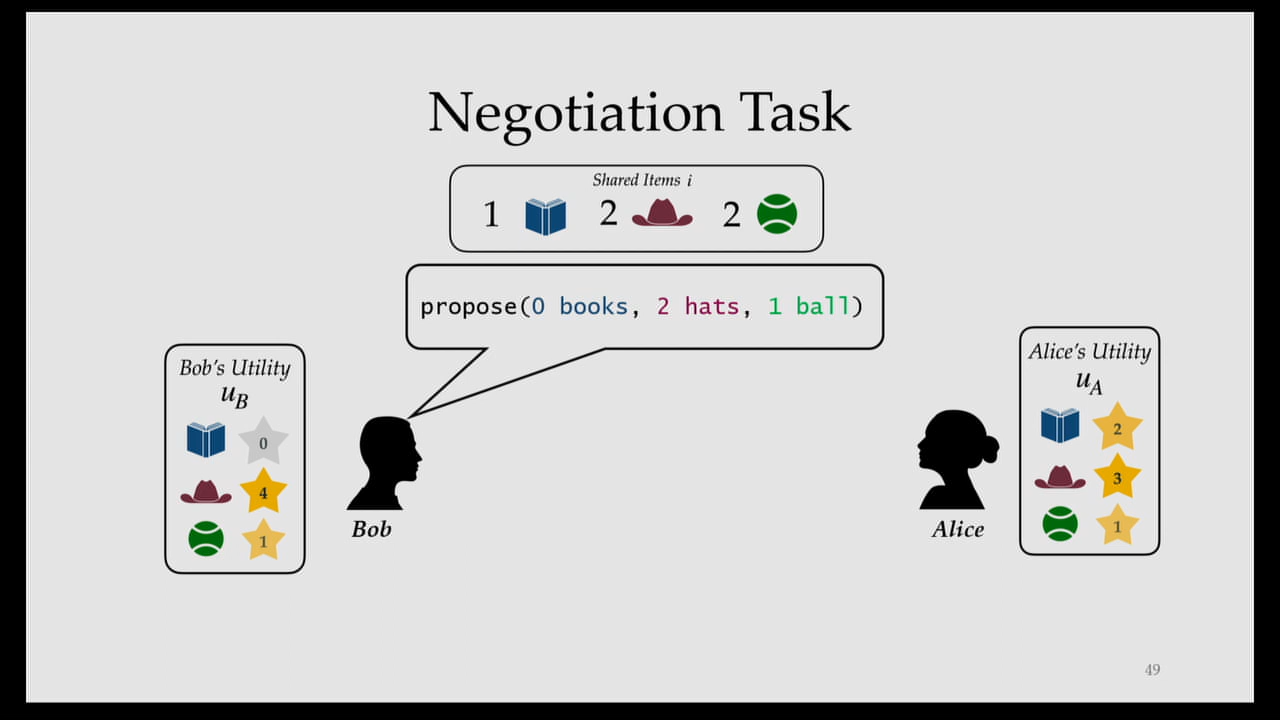 Negotiation Task
Shared Items i
1 2 2
propose(0 books, 2 hats, 1 ball)
Bob's Utility
u_B
0
4
1
Bob
Alice's Utility
u_A
2
3
1
Alice
49